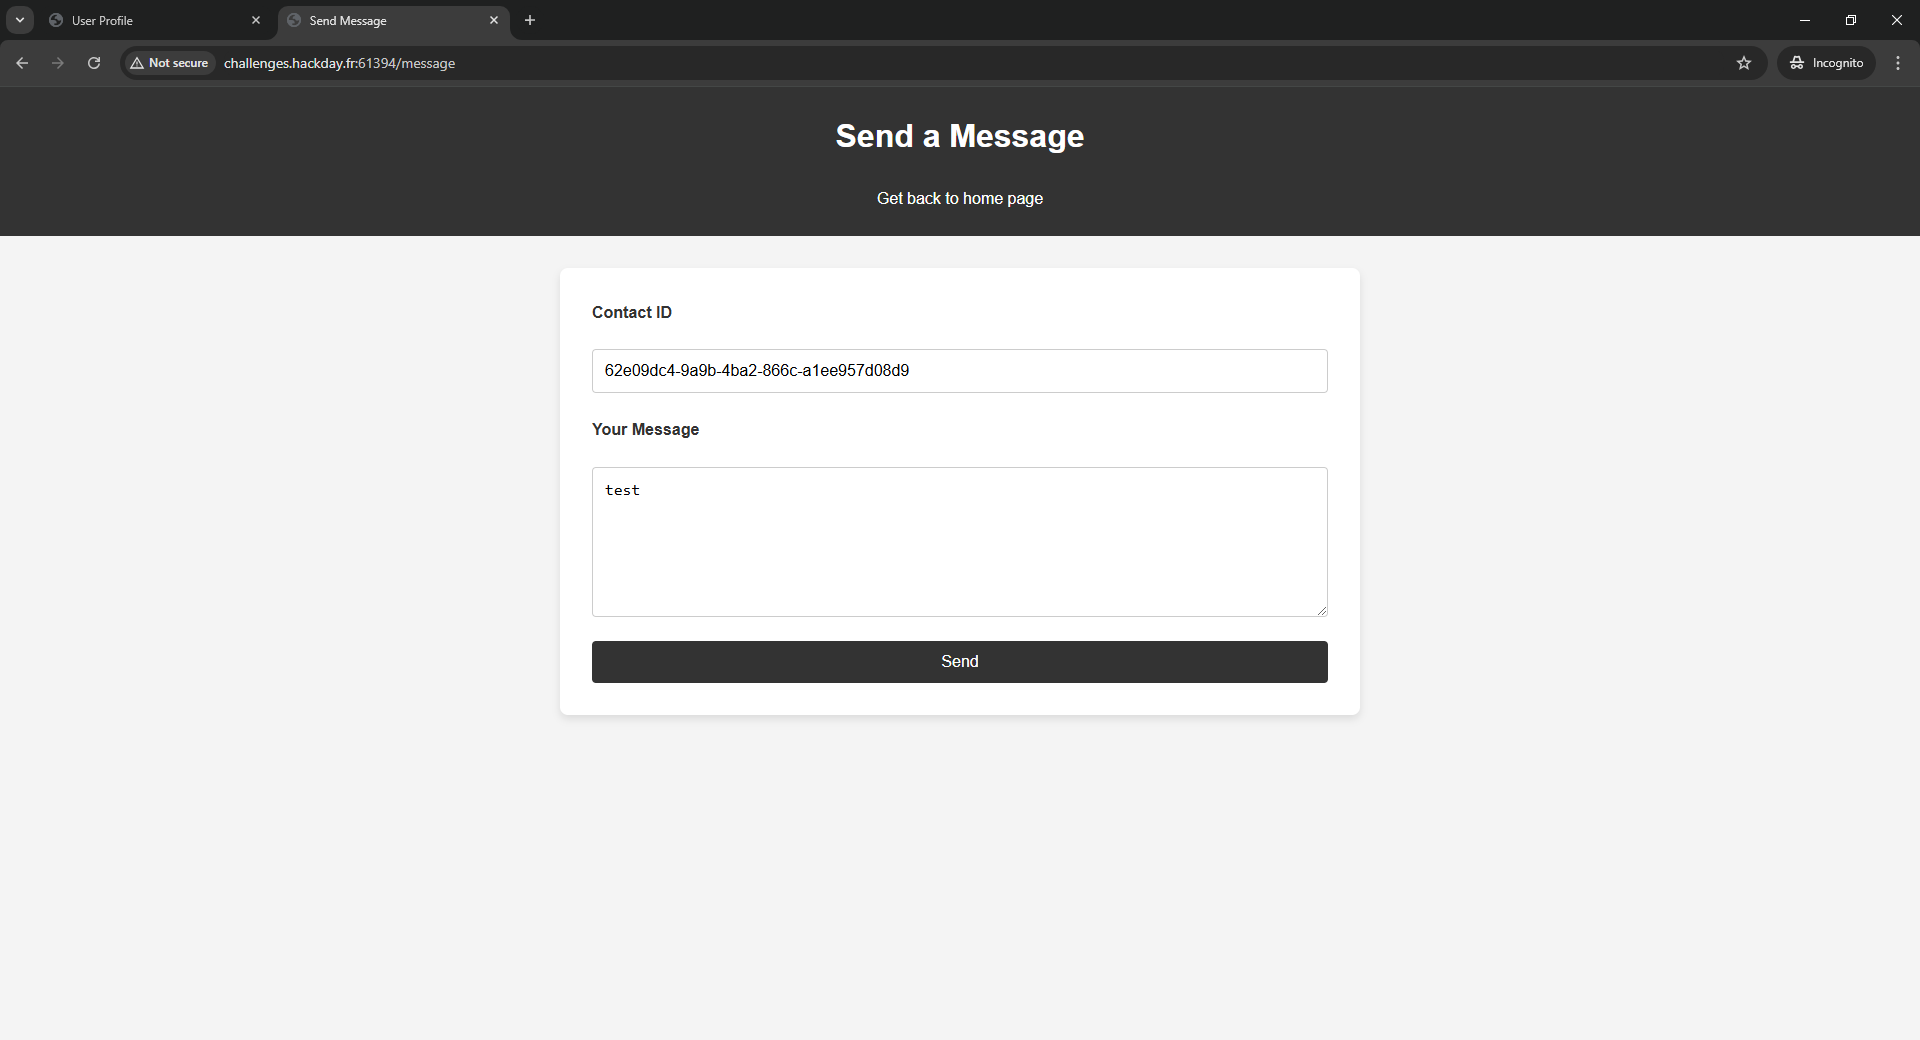 User Profile
Send Message
Not secure
challenges.hackday.fr:61394/message
Incognito
Send a Message
Get back to home page
Contact ID
62e09dc4-9a9b-4ba2-866c-a1ee957d08d9
Your Message
test
Send